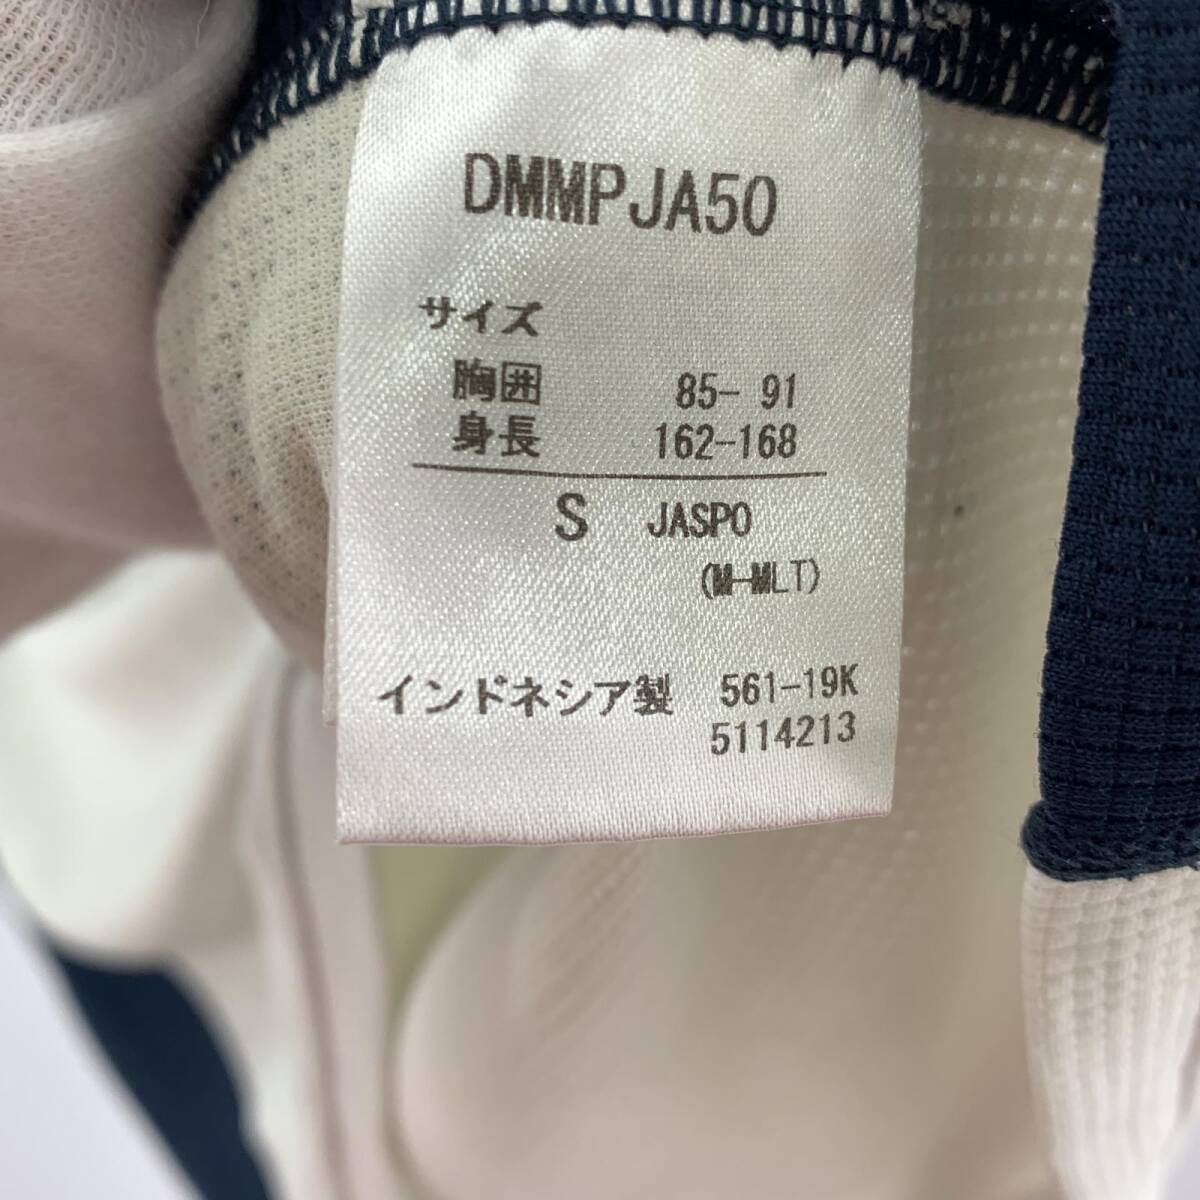 DMMPJA50
サイズ
胸囲 85- 91
身長 162-168
S JASPO
(M-MLT)
インドネシア製 561-19K
5114213